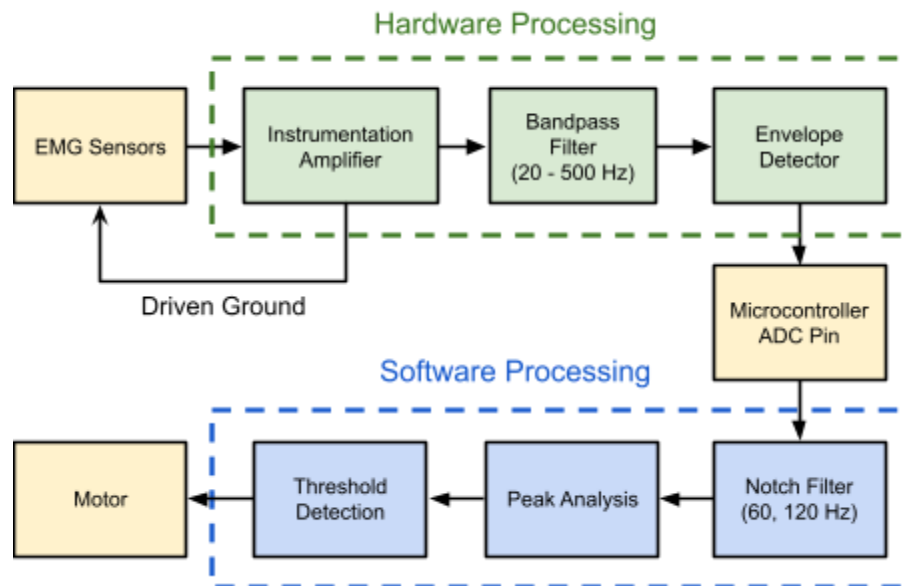 Hardware Processing
EMG Sensors
Instrumentation
Amplifier
Bandpass
Filter
(20 - 500 Hz)
Envelope
Detector
Driven Ground
Microcontroller
ADC Pin
Software Processing
Motor
Threshold
Detection
Peak Analysis
Notch Filter
(60, 120 Hz)